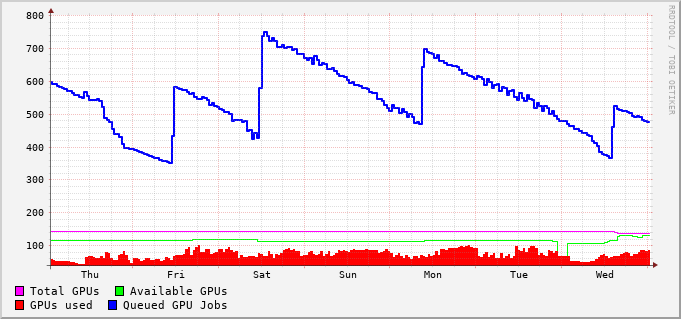 RRDTOOL / TOBI OETIKER
800
700
600
500
400
300
200
100
Thu Fri Sat Sun Mon Tue Wed
Total GPUs Available GPUs
GPUs used Queued GPU Jobs